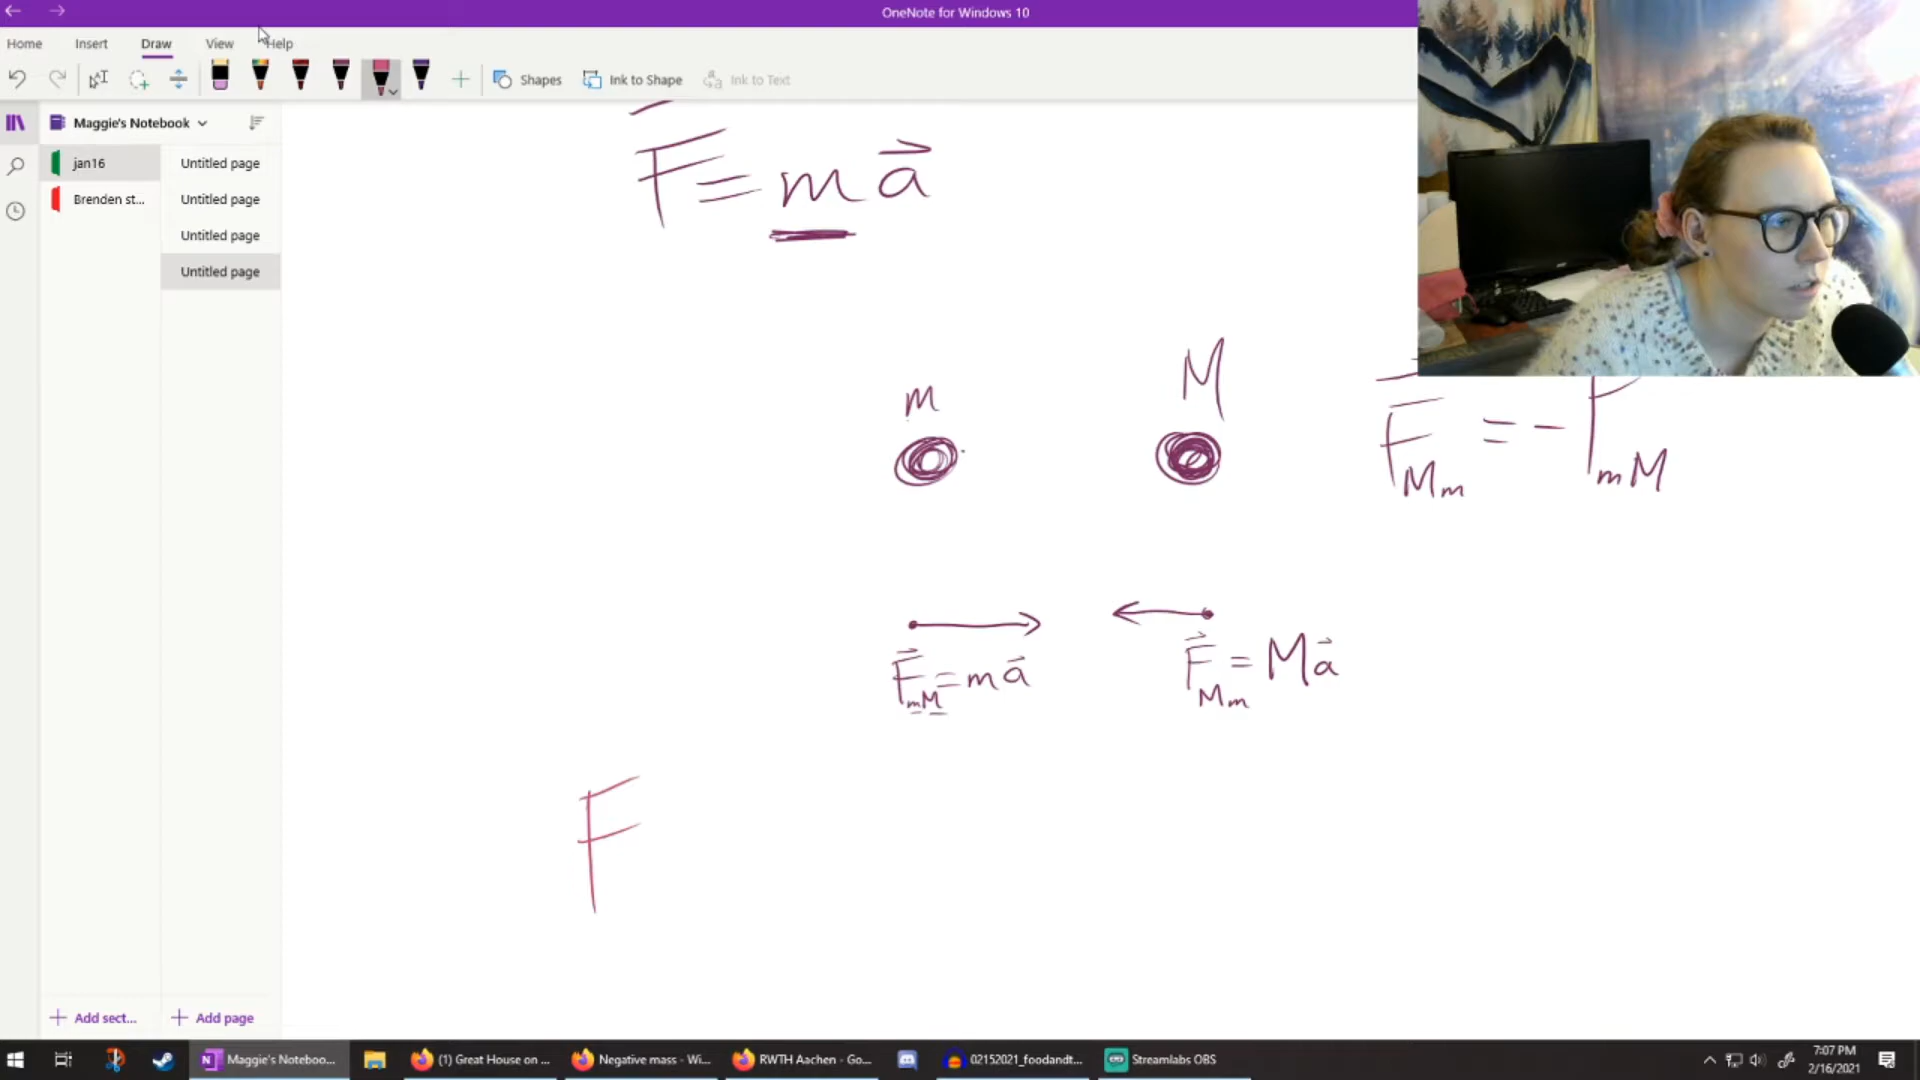 OneNote for Windows 10
Home Insert Draw View Help
Shapes Ink to Shape Ink to Text
Maggie's Notebook
jan16 Untitled page
Brenden st... Untitled page
Untitled page
Untitled page
F = ma
m M
F Mm = - F mM
F mM = ma F Mm = Ma
F
+ Add sect... + Add page
Maggie's Noteboo... (1) Great House on ... Negative mass - Wi... RWTH Aachen - Go... 02152021_foodandt... Streamlabs OBS
7:07 PM
2/16/2021